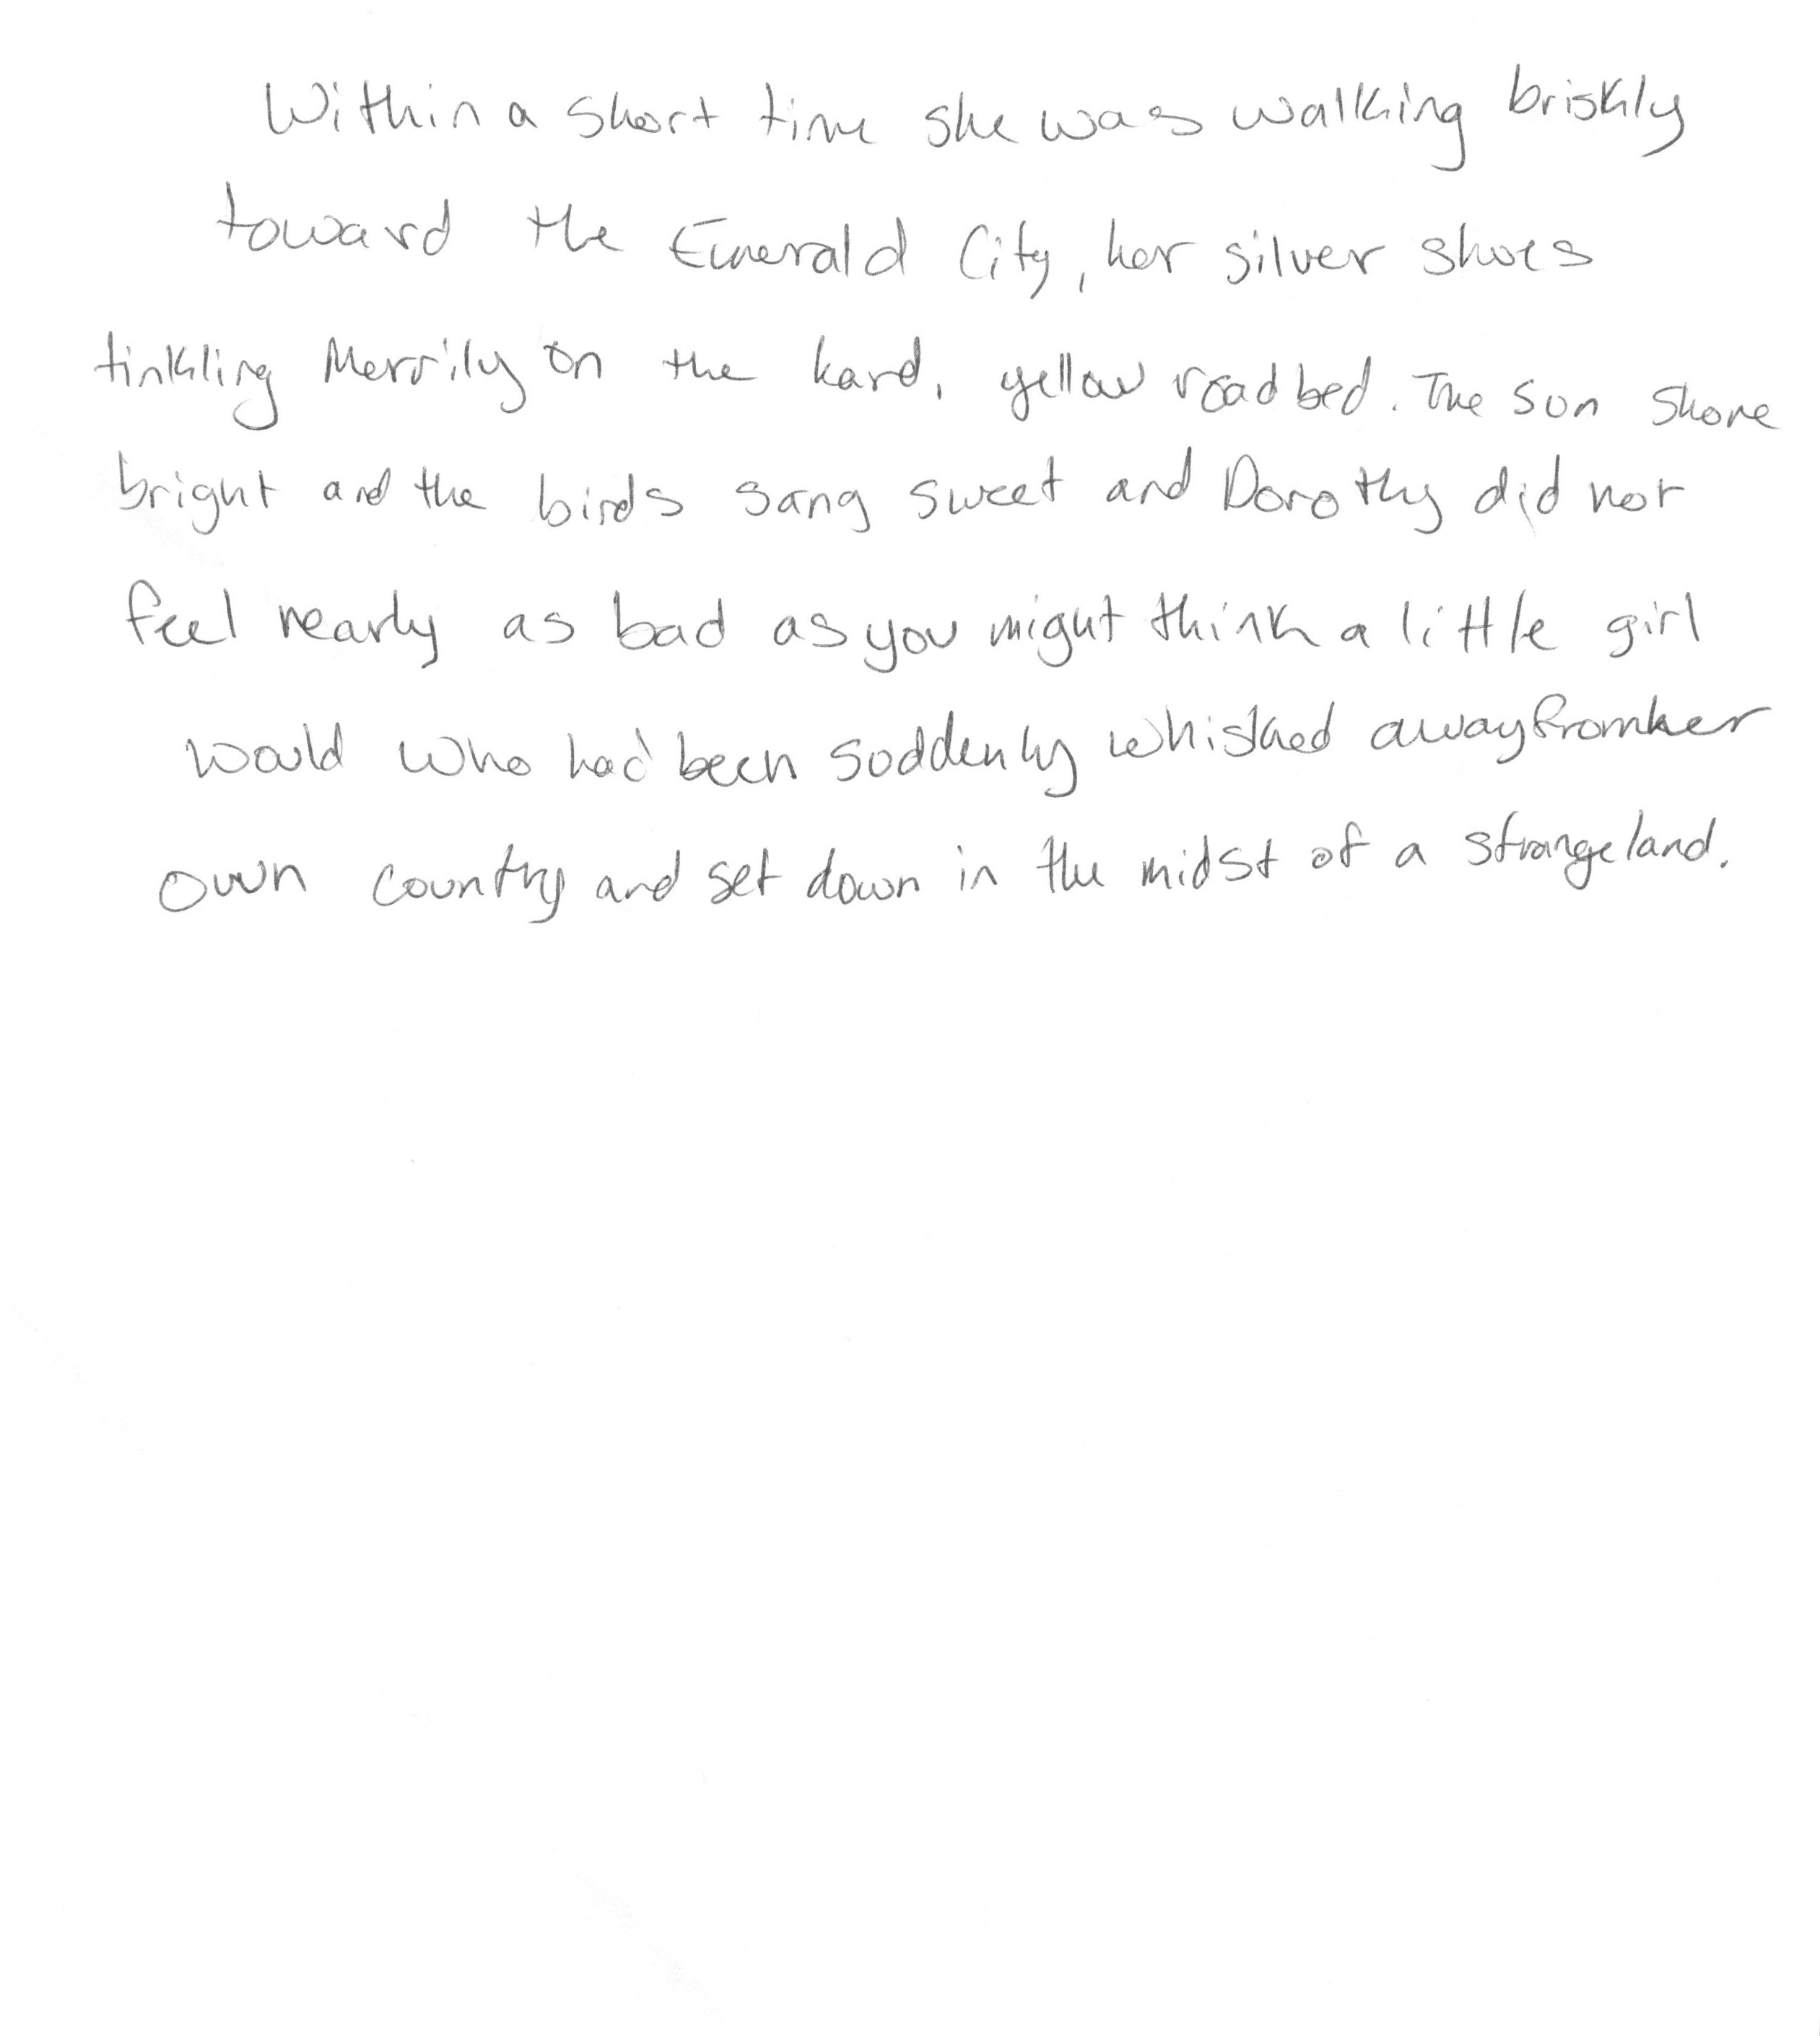 Within a short time she was walking briskly
toward the Emerald City, her silver shoes
tinkling Merrily on the hard, yellow roadbed. The sun shone
bright and the birds sang sweet and Dorothy did not
feel nearly as bad as you might think a little girl
would who had been suddenly whisked away from her
own country and set down in the midst of a strange land.